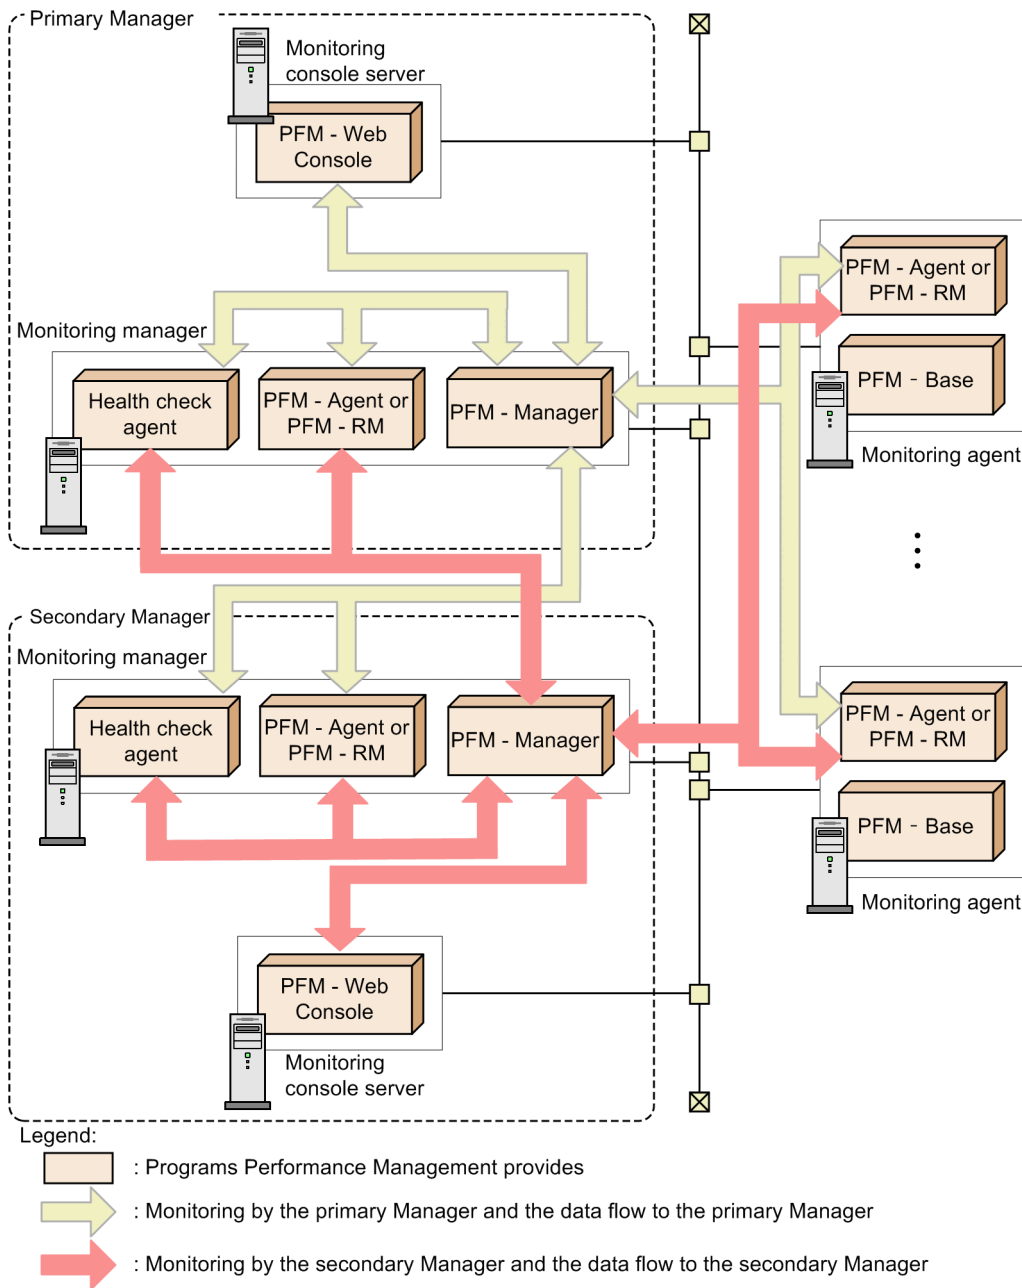 Primary Manager
Monitoring
console server
PFM - Web
Console
Monitoring manager
Health check
agent
PFM - Agent or
PFM - RM
PFM - Manager
PFM - Agent or
PFM - RM
PFM - Base
Monitoring agent
Secondary Manager
Monitoring manager
Health check
agent
PFM - Agent or
PFM - RM
PFM - Manager
PFM - Agent or
PFM - RM
PFM - Base
Monitoring agent
PFM - Web
Console
Monitoring
console server
Legend:
: Programs Performance Management provides
: Monitoring by the primary Manager and the data flow to the primary Manager
: Monitoring by the secondary Manager and the data flow to the secondary Manager